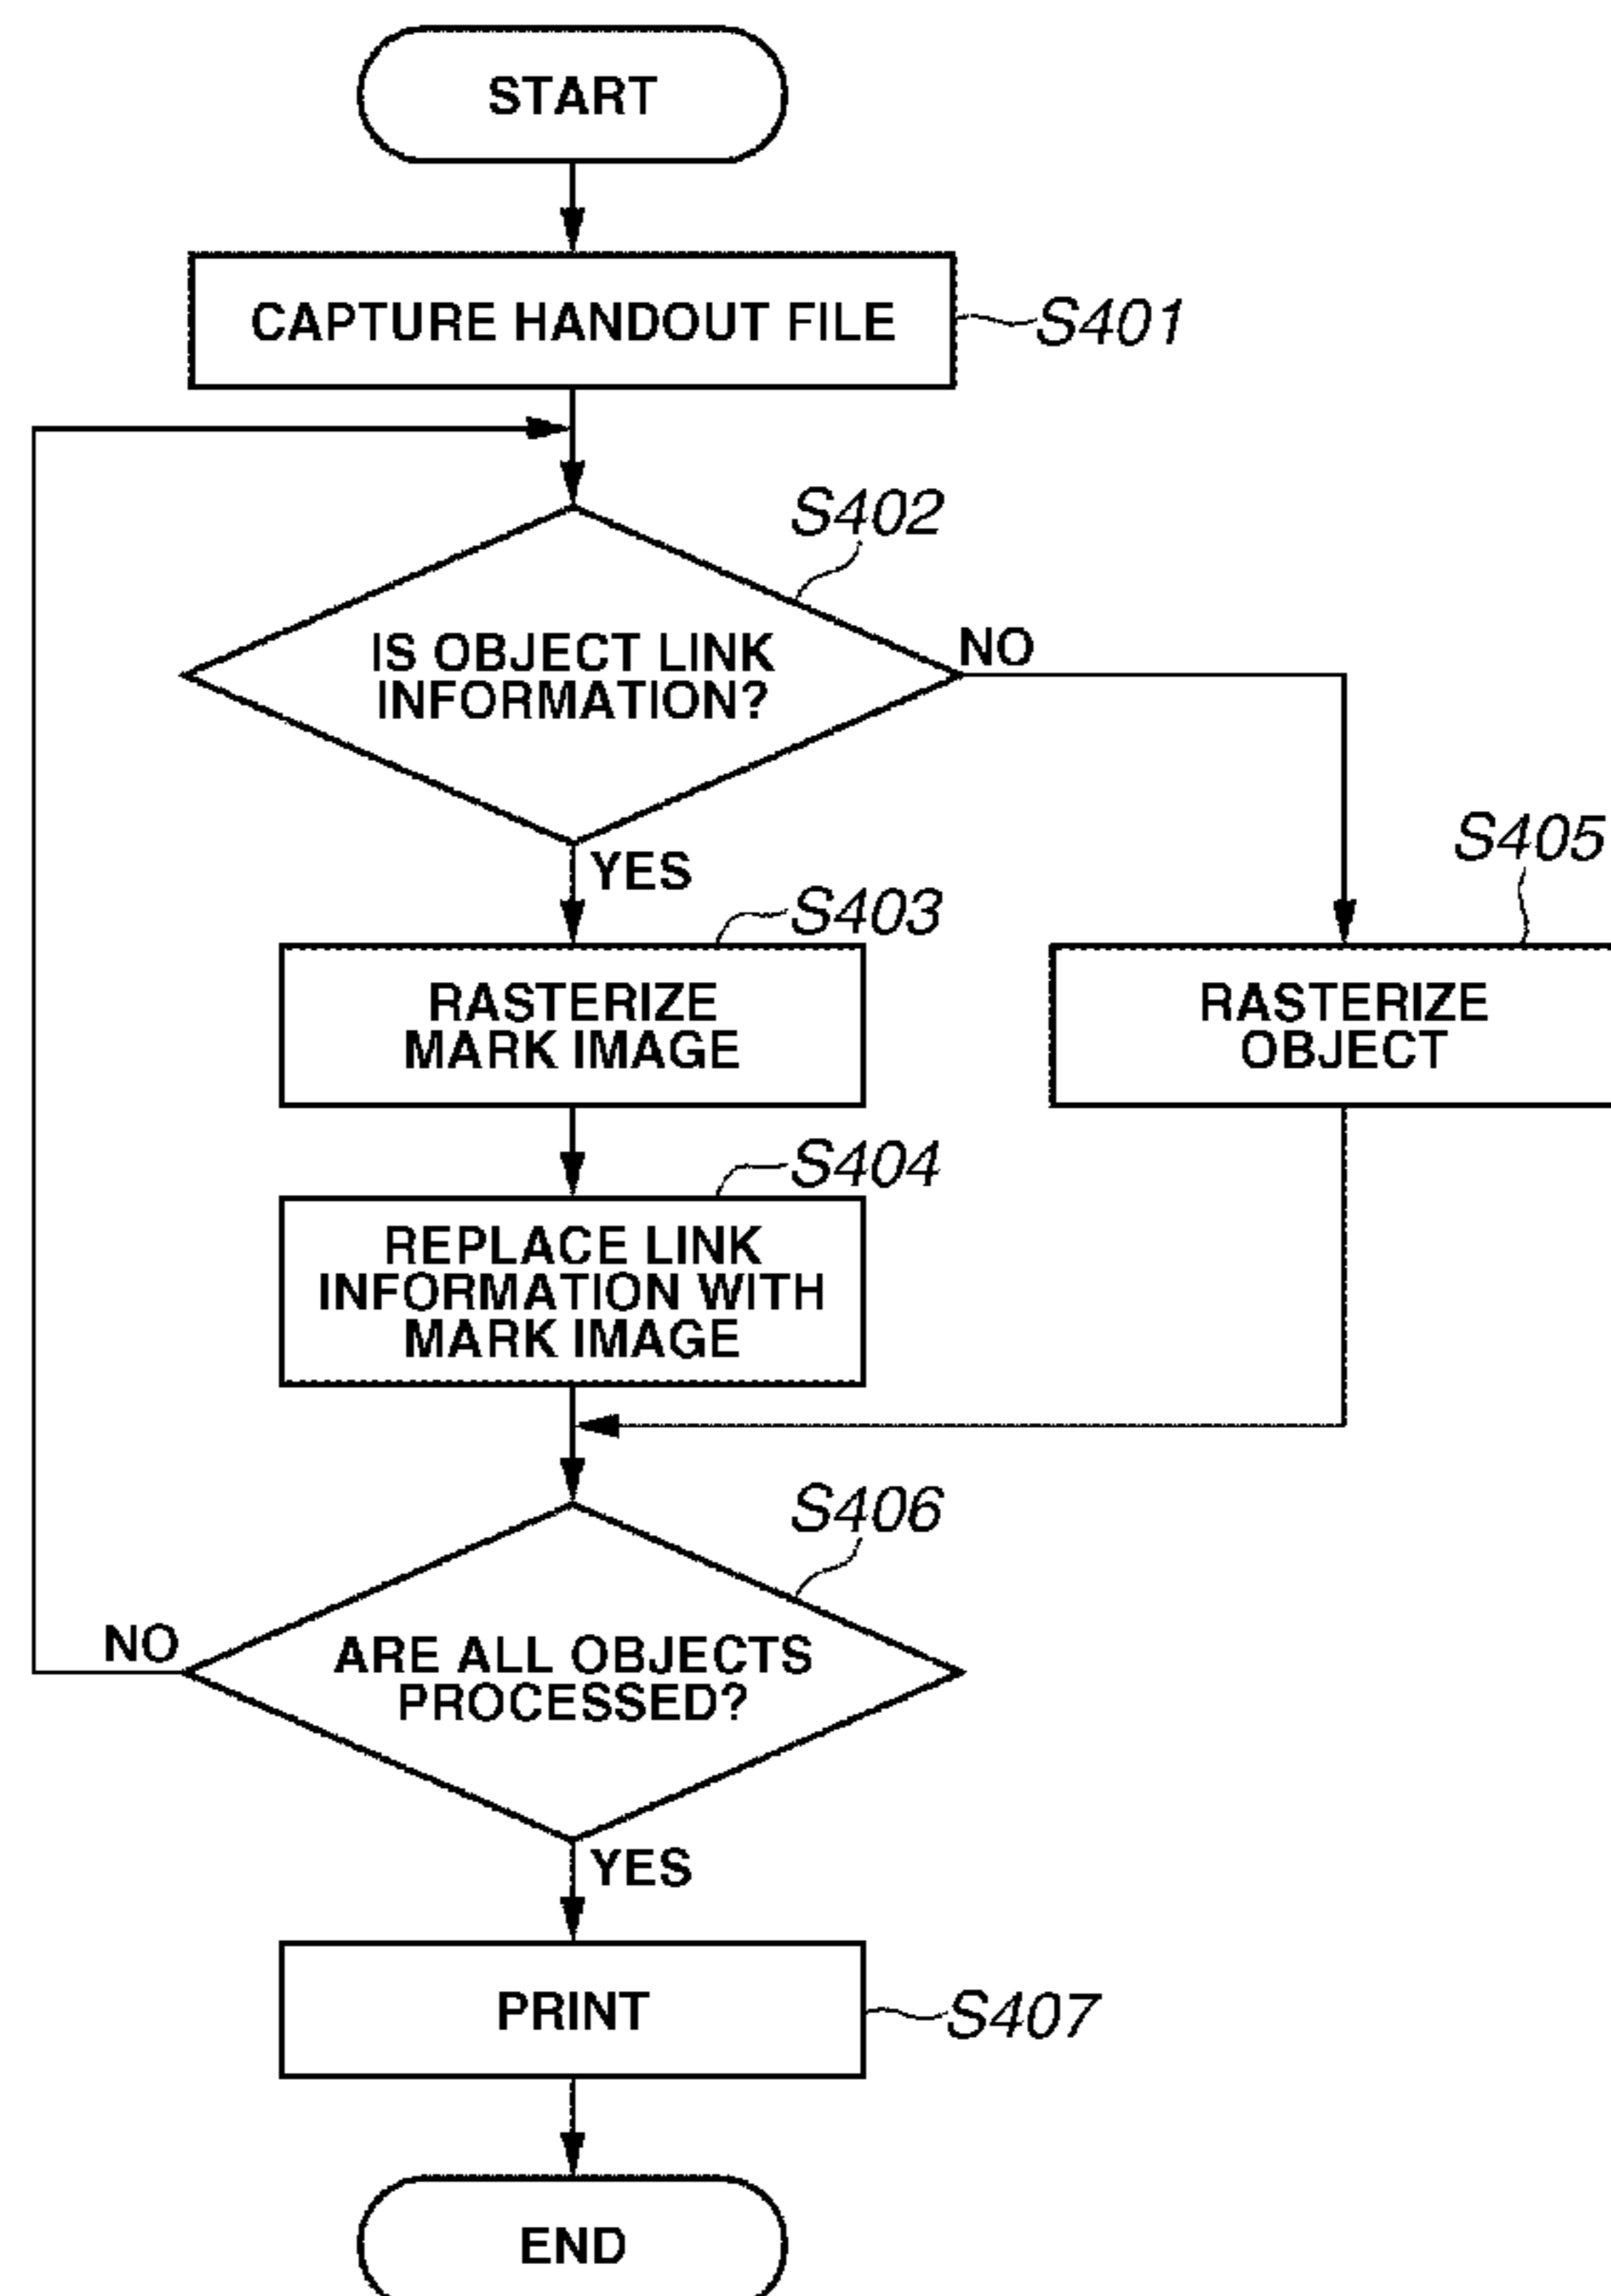 START
CAPTURE HANDOUT FILE
S401
S402
IS OBJECT LINK
INFORMATION?
NO
YES
S403
S405
RASTERIZE
MARK IMAGE
RASTERIZE
OBJECT
S404
REPLACE LINK
INFORMATION WITH
MARK IMAGE
S406
NO
ARE ALL OBJECTS
PROCESSED?
YES
PRINT
S407
END